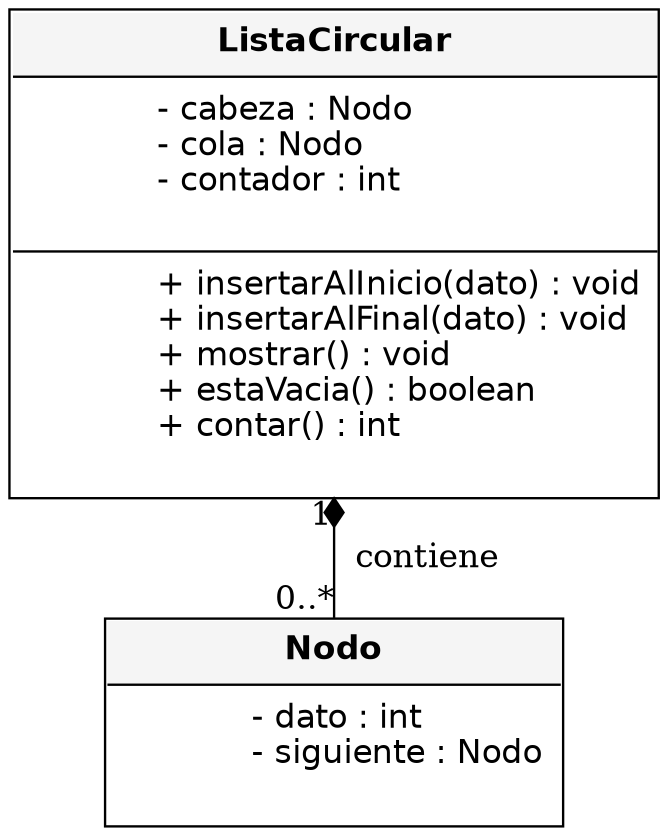 ListaCircular
- cabeza : Nodo
- cola : Nodo
- contador : int
+ insertarAlInicio(dato) : void
+ insertarAlFinal(dato) : void
+ mostrar() : void
+ estaVacia() : boolean
+ contar() : int
1
contiene
0..*
Nodo
- dato : int
- siguiente : Nodo